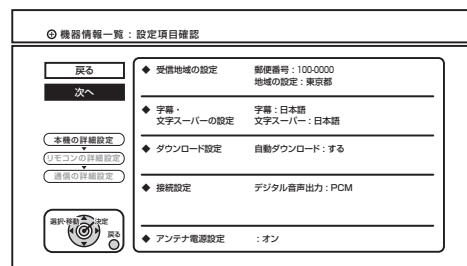 機器情報一覧：設定項目確認
戻る
次へ
本機の詳細設定
リモコンの詳細設定
通信の詳細設定
選択・移動 決定
戻る
◆ 受信地域の設定 郵便番号：100-0000
地域の設定：東京都
◆ 字幕・ 字幕：日本語
文字スーパーの設定 文字スーパー：日本語
◆ ダウンロード設定 自動ダウンロード：する
◆ 接続設定 デジタル音声出力：PCM
◆ アンテナ電源設定 ：オン